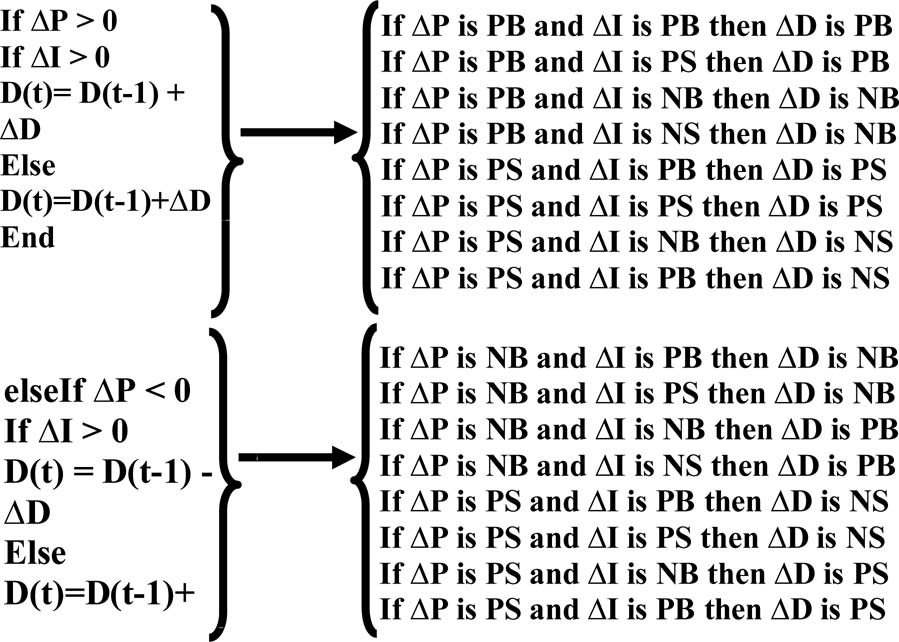 If ΔP > 0
If ΔI > 0
D(t)= D(t-1) +
ΔD
Else
D(t)=D(t-1)+ΔD
End
If ΔP is PB and ΔI is PB then ΔD is PB
If ΔP is PB and ΔI is PS then ΔD is PB
If ΔP is PB and ΔI is NB then ΔD is NB
If ΔP is PB and ΔI is NS then ΔD is NB
If ΔP is PS and ΔI is PB then ΔD is PS
If ΔP is PS and ΔI is PS then ΔD is PS
If ΔP is PS and ΔI is NB then ΔD is NS
If ΔP is PS and ΔI is PB then ΔD is NS
elseIf ΔP < 0
If ΔI > 0
D(t) = D(t-1) -
ΔD
Else
D(t)=D(t-1)+
If ΔP is NB and ΔI is PB then ΔD is NB
If ΔP is NB and ΔI is PS then ΔD is NB
If ΔP is NB and ΔI is NB then ΔD is PB
If ΔP is NB and ΔI is NS then ΔD is PB
If ΔP is PS and ΔI is PB then ΔD is NS
If ΔP is PS and ΔI is PS then ΔD is NS
If ΔP is PS and ΔI is NB then ΔD is PS
If ΔP is PS and ΔI is PB then ΔD is PS